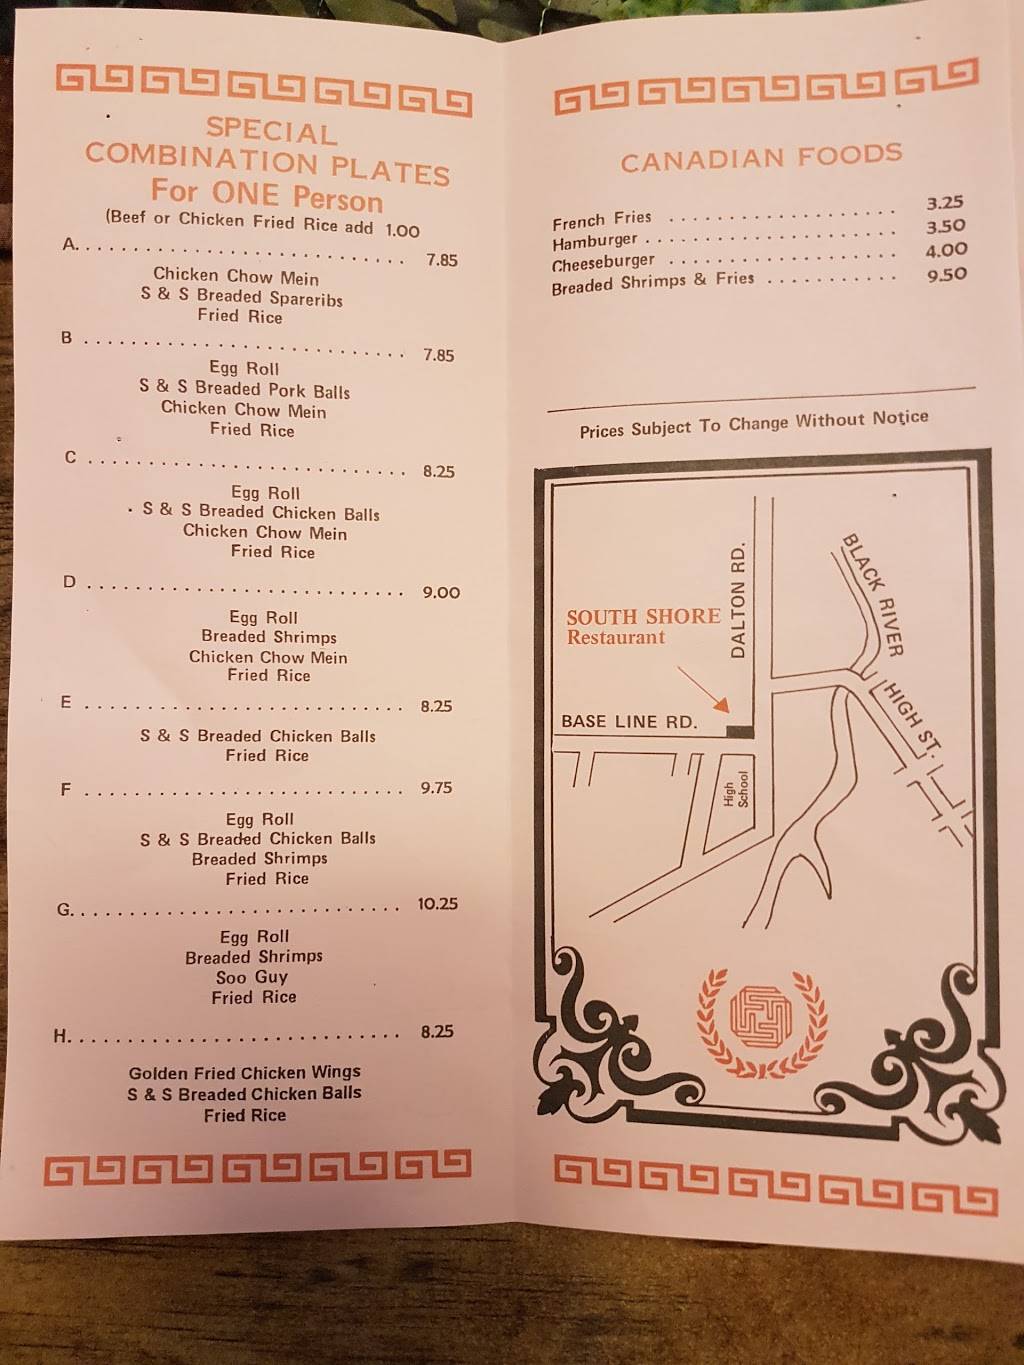 SPECIAL
COMBINATION PLATES
For ONE Person
(Beef or Chicken Fried Rice add 1.00
A. . . . . . . . . . . . . . . . . . . . . . . . . . . 7.85
Chicken Chow Mein
S & S Breaded Spareribs
Fried Rice
B . . . . . . . . . . . . . . . . . . . . . . . . . . . 7.85
Egg Roll
S & S Breaded Pork Balls
Chicken Chow Mein
Fried Rice
C . . . . . . . . . . . . . . . . . . . . . . . . . . . 8.25
Egg Roll
S & S Breaded Chicken Balls
Chicken Chow Mein
Fried Rice
D . . . . . . . . . . . . . . . . . . . . . . . . . . . 9.00
Egg Roll
Breaded Shrimps
Chicken Chow Mein
Fried Rice
E . . . . . . . . . . . . . . . . . . . . . . . . . . . 8.25
S & S Breaded Chicken Balls
Fried Rice
F . . . . . . . . . . . . . . . . . . . . . . . . . . . 9.75
Egg Roll
S & S Breaded Chicken Balls
Breaded Shrimps
Fried Rice
G. . . . . . . . . . . . . . . . . . . . . . . . . . . 10.25
Egg Roll
Breaded Shrimps
Soo Guy
Fried Rice
H. . . . . . . . . . . . . . . . . . . . . . . . . . . 8.25
Golden Fried Chicken Wings
S & S Breaded Chicken Balls
Fried Rice
CANADIAN FOODS
French Fries . . . . . . . . . . . . . . . . . . 3.25
Hamburger . . . . . . . . . . . . . . . . . . . . 3.50
Cheeseburger . . . . . . . . . . . . . . . . . . 4.00
Breaded Shrimps & Fries . . . . . . . . . . . 9.50
Prices Subject To Change Without Notice
SOUTH SHORE
Restaurant
DALTON RD.
BLACK RIVER
HIGH ST.
BASE LINE RD.
High
School